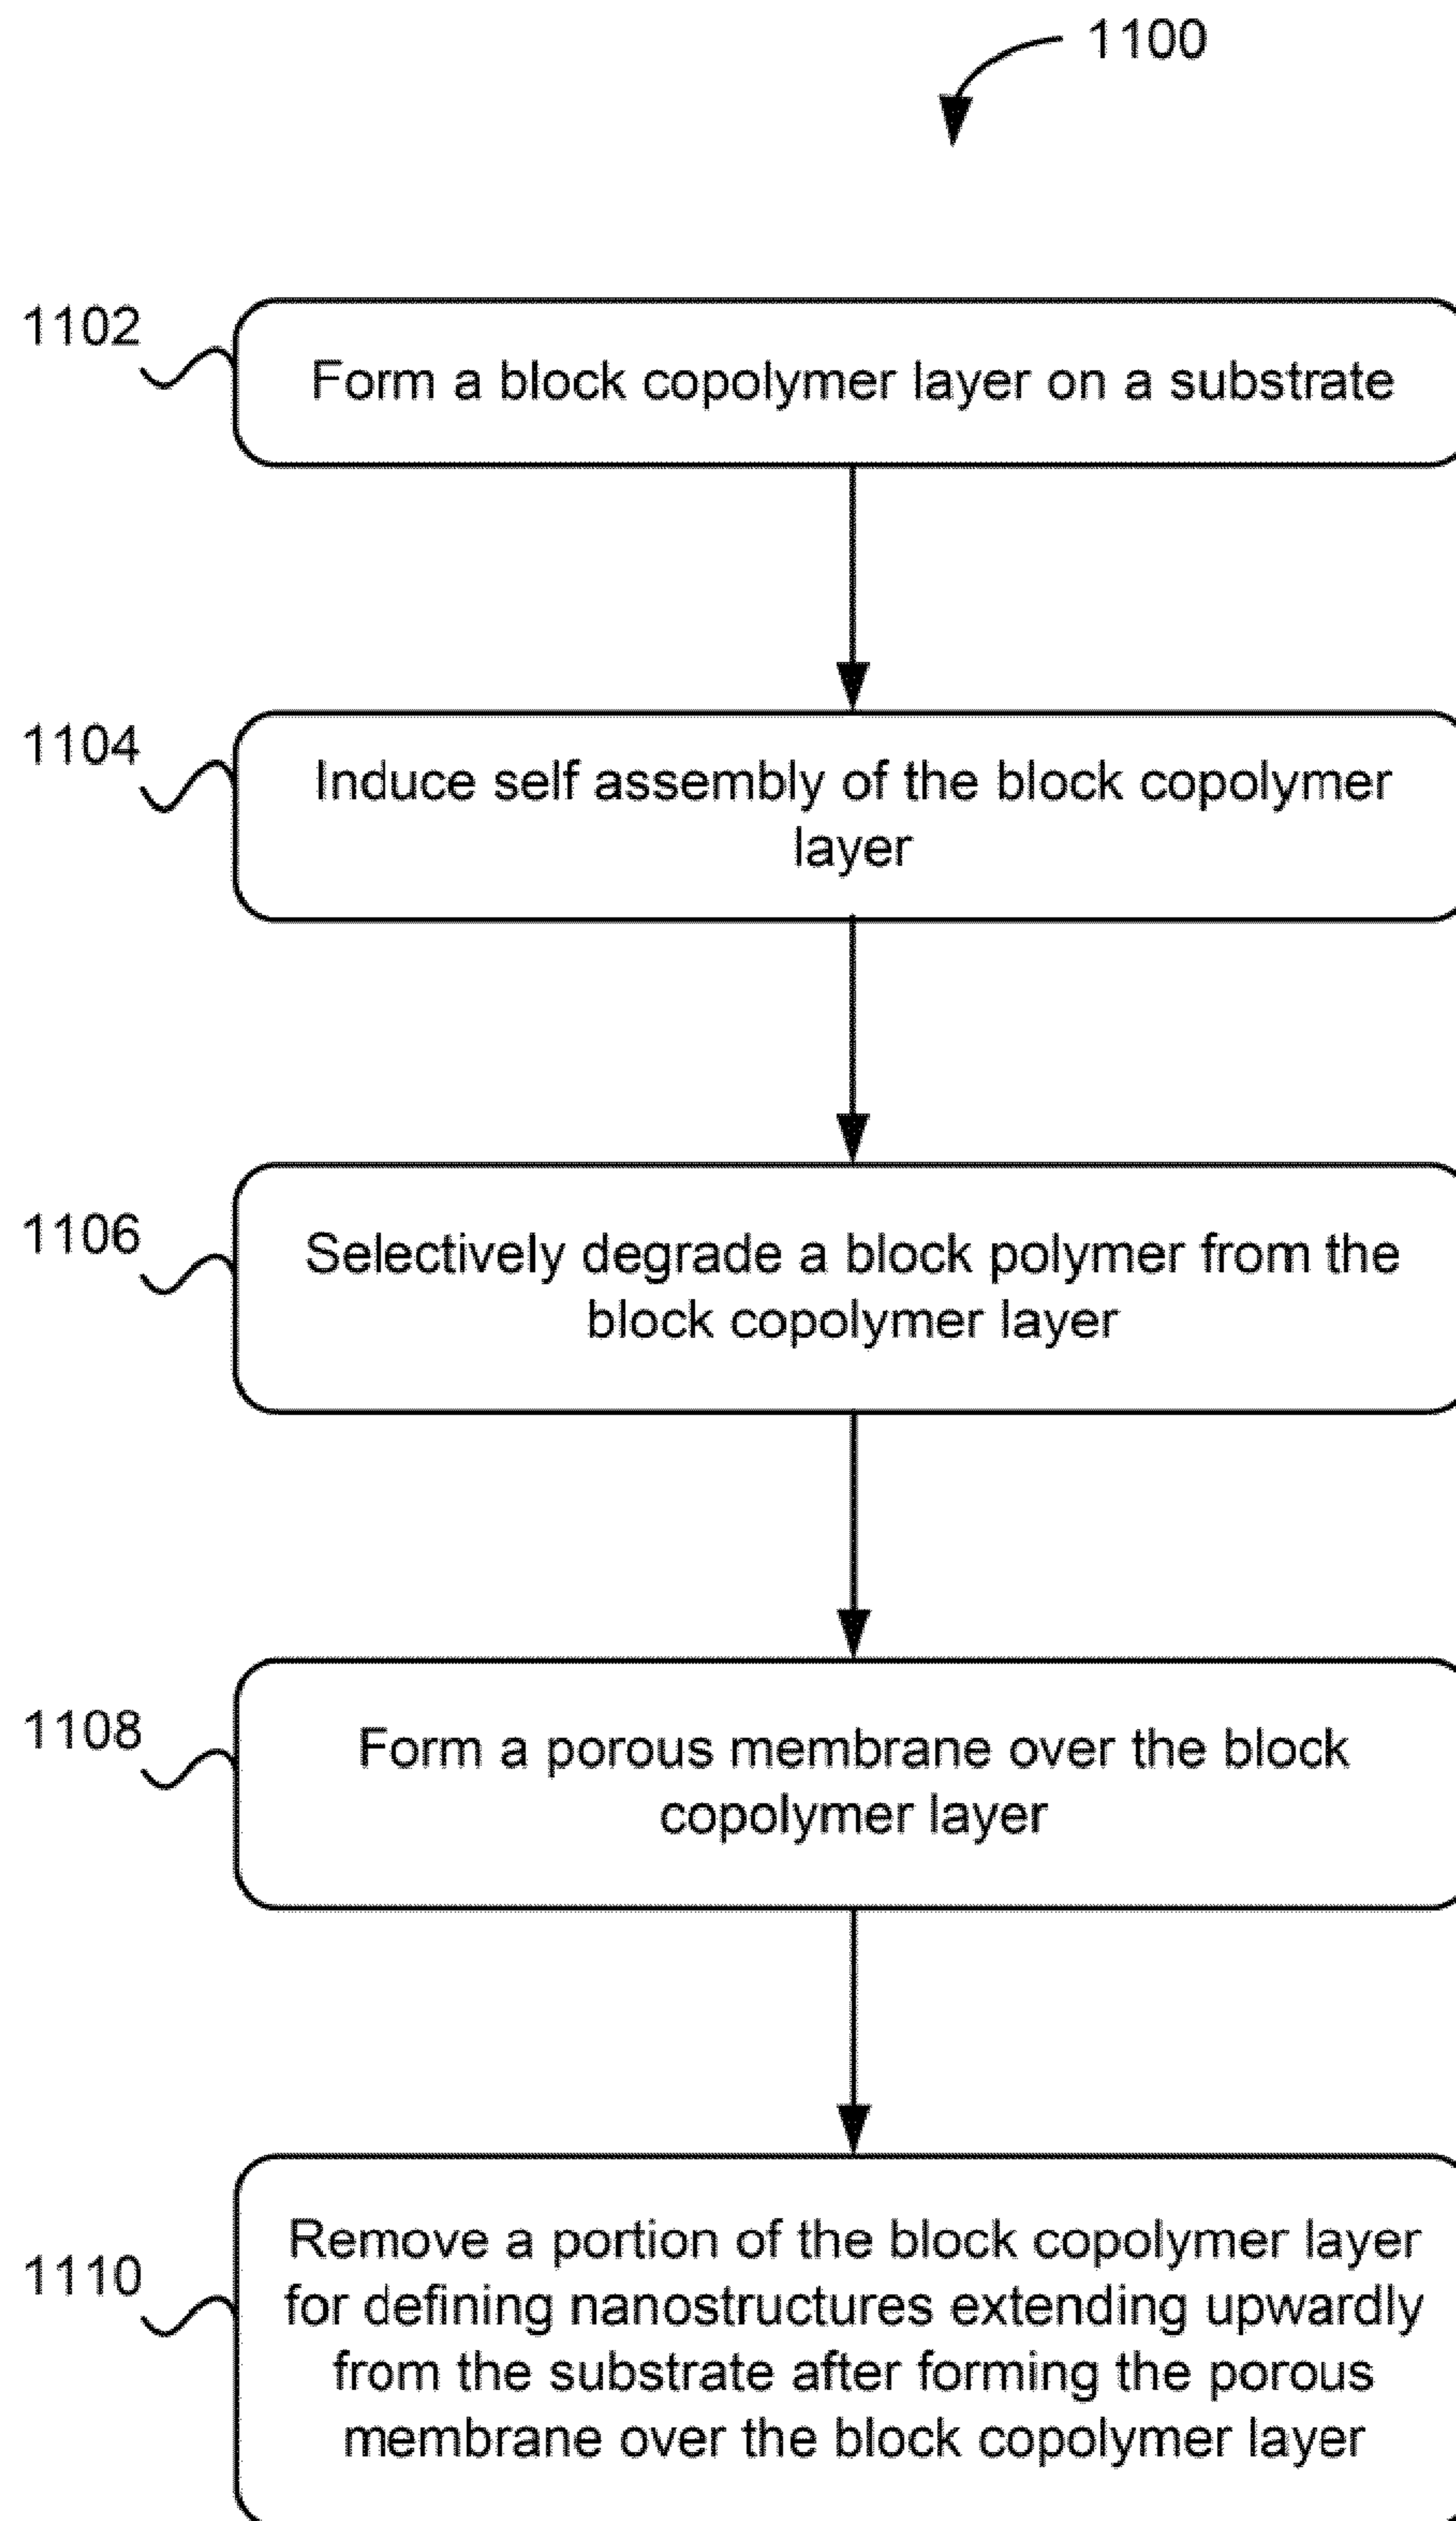 1100
1102
Form a block copolymer layer on a substrate
1104
Induce self assembly of the block copolymer
layer
1106
Selectively degrade a block polymer from the
block copolymer layer
1108
Form a porous membrane over the block
copolymer layer
1110
Remove a portion of the block copolymer layer
for defining nanostructures extending upwardly
from the substrate after forming the porous
membrane over the block copolymer layer